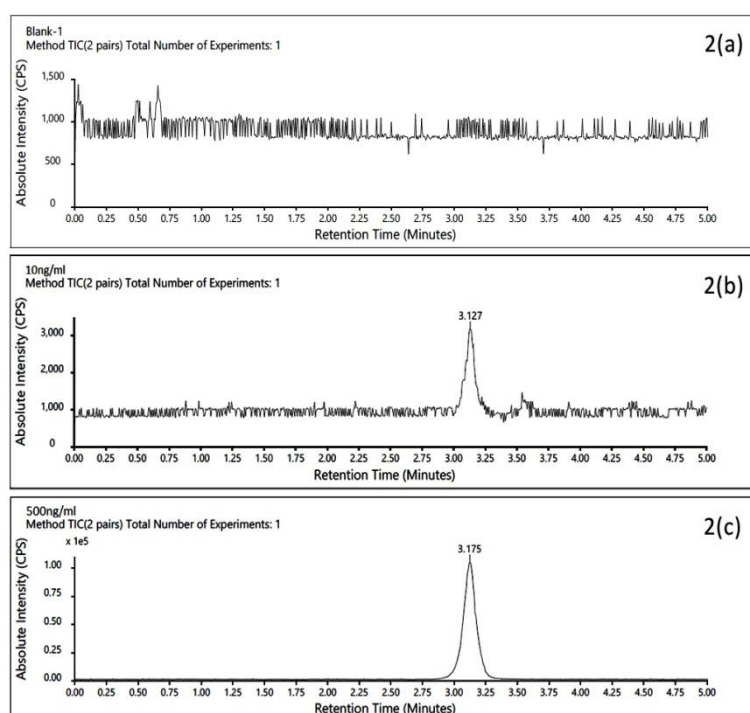 Blank-1
Method TIC(2 pairs) Total Number of Experiments: 1
2(a)
Absolute Intensity (CPS)
1,500
1,000
500
0
0.00 0.25 0.50 0.75 1.00 1.25 1.50 1.75 2.00 2.25 2.50 2.75 3.00 3.25 3.50 3.75 4.00 4.25 4.50 4.75 5.00
Retention Time (Minutes)
10ng/ml
Method TIC(2 pairs) Total Number of Experiments: 1
2(b)
3.127
Absolute Intensity (CPS)
3,000
2,000
1,000
0
0.00 0.25 0.50 0.75 1.00 1.25 1.50 1.75 2.00 2.25 2.50 2.75 3.00 3.25 3.50 3.75 4.00 4.25 4.50 4.75 5.00
Retention Time (Minutes)
500ng/ml
Method TIC(2 pairs) Total Number of Experiments: 1
2(c)
x 1e5
3.175
Absolute Intensity (CPS)
1.00
0.75
0.50
0.25
0.00
0.00 0.25 0.50 0.75 1.00 1.25 1.50 1.75 2.00 2.25 2.50 2.75 3.00 3.25 3.50 3.75 4.00 4.25 4.50 4.75 5.00
Retention Time (Minutes)